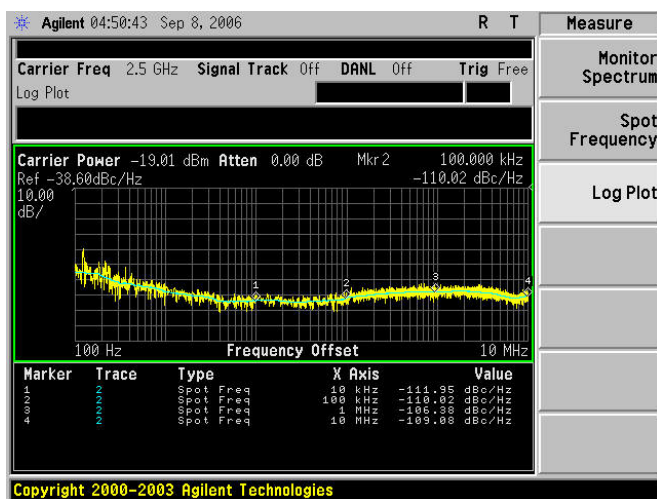 Agilent 04:50:43 Sep 8, 2006 R T
Measure
Carrier Freq 2.5 GHz Signal Track Off DANL Off Trig Free
Log Plot
Carrier Power -19.01 dBm Atten 0.00 dB Mkr2 100.000 kHz
Ref -38.60dBc/Hz -110.02 dBc/Hz
10.00
dB/
1 2 3 4
100 Hz Frequency Offset 10 MHz
Marker Trace Type X Axis Value
1 2 Spot Freq 10 kHz -111.95 dBc/Hz
2 2 Spot Freq 100 kHz -110.02 dBc/Hz
3 2 Spot Freq 1 MHz -106.38 dBc/Hz
4 2 Spot Freq 10 MHz -109.08 dBc/Hz
Copyright 2000-2003 Agilent Technologies
Monitor
Spectrum
Spot
Frequency
Log Plot